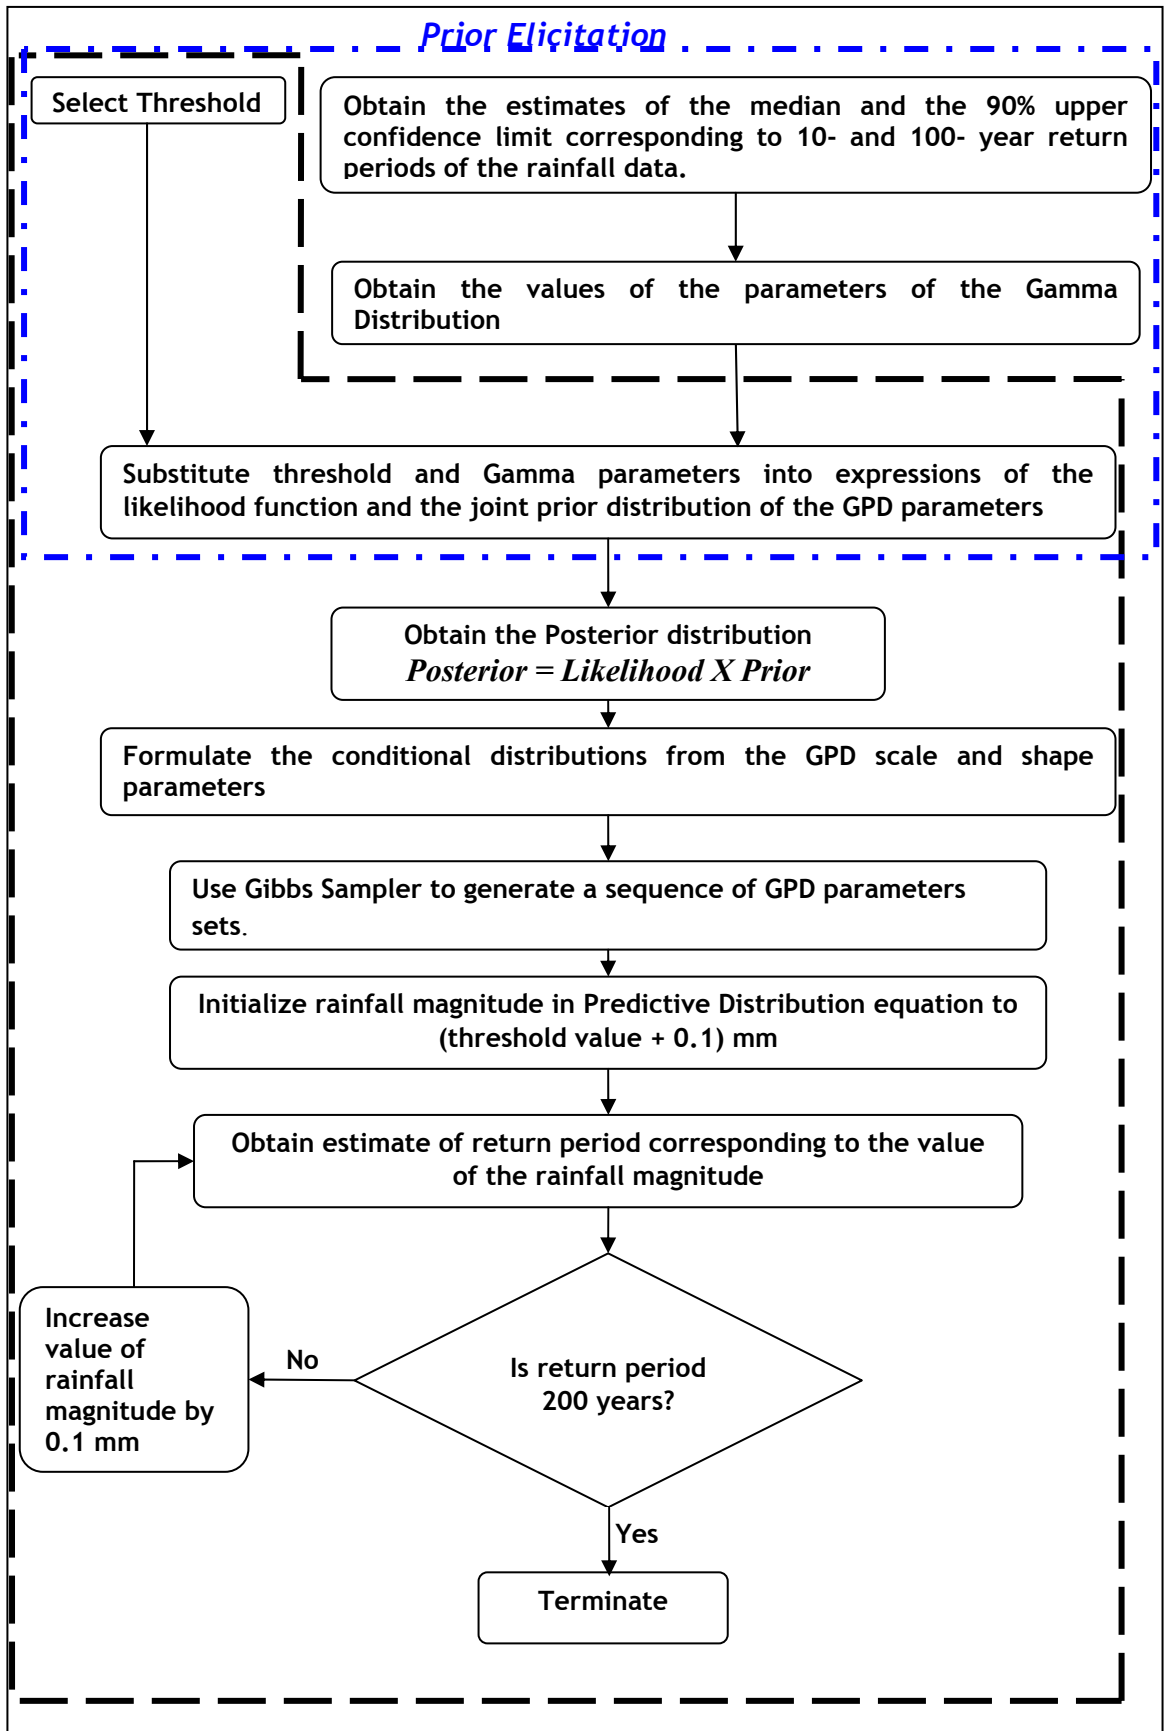 Prior Elicitation
Select Threshold
Obtain the estimates of the median and the 90% upper
confidence limit corresponding to 10- and 100- year return
periods of the rainfall data.
Obtain the values of the parameters of the Gamma
Distribution
Substitute threshold and Gamma parameters into expressions of the
likelihood function and the joint prior distribution of the GPD parameters
Obtain the Posterior distribution
Posterior = Likelihood X Prior
Formulate the conditional distributions from the GPD scale and shape
parameters
Use Gibbs Sampler to generate a sequence of GPD parameters
sets.
Initialize rainfall magnitude in Predictive Distribution equation to
(threshold value + 0.1) mm
Obtain estimate of return period corresponding to the value
of the rainfall magnitude
Increase
value of
rainfall
magnitude by
0.1 mm
No
Is return period
200 years?
Yes
Terminate